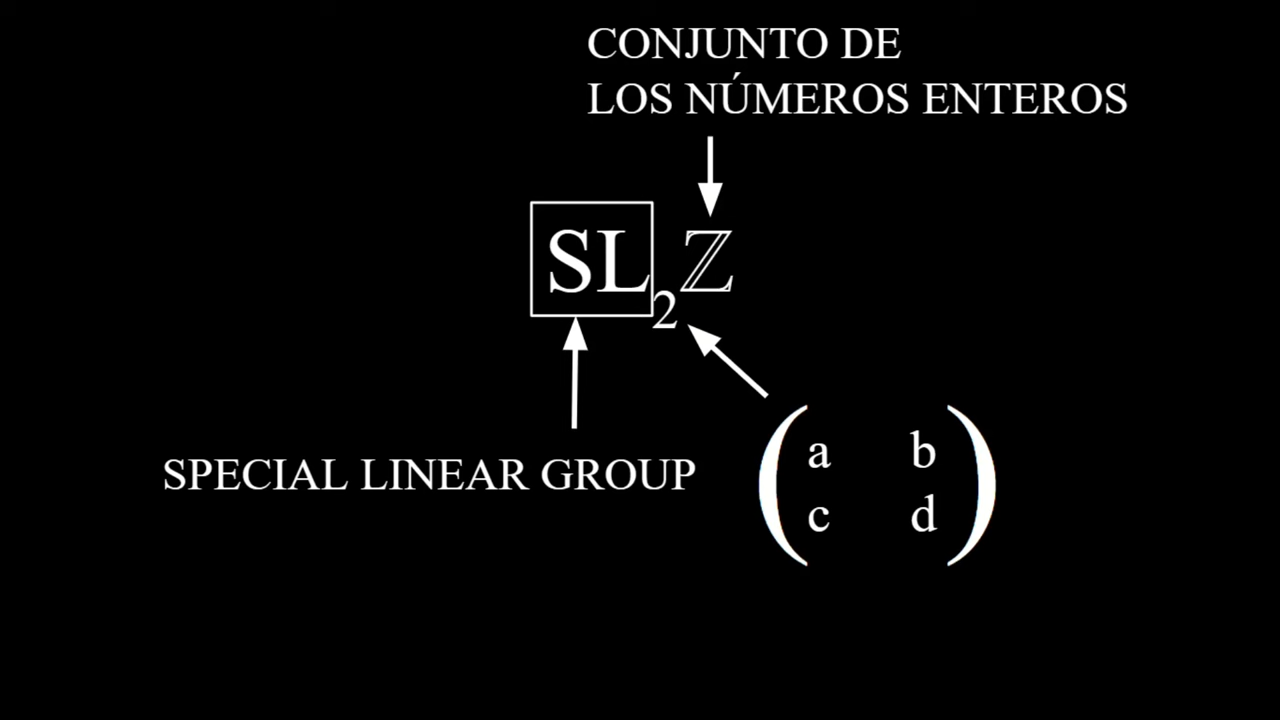 CONJUNTO DE
LOS NÚMEROS ENTEROS
SL₂ℤ
SPECIAL LINEAR GROUP
a b
c d